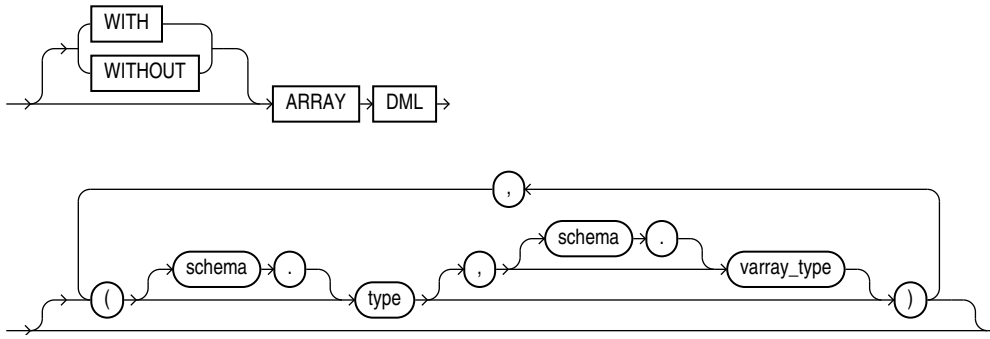 WITH
WITHOUT
ARRAY DML
,
schema .
schema . , varray_type
( type )